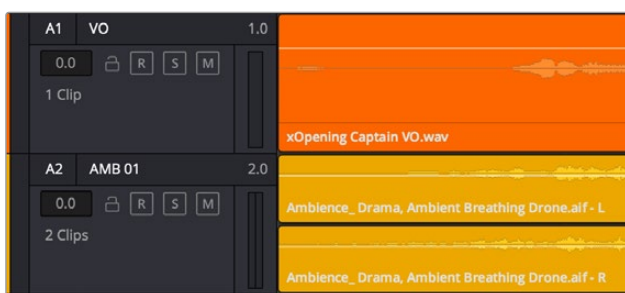 A1 VO 1.0
0.0 R S M
1 Clip
xOpening Captain VO.wav
A2 AMB 01 2.0
0.0 R S M
Ambience_ Drama, Ambient Breathing Drone.aif - L
2 Clips
Ambience_ Drama, Ambient Breathing Drone.aif - R